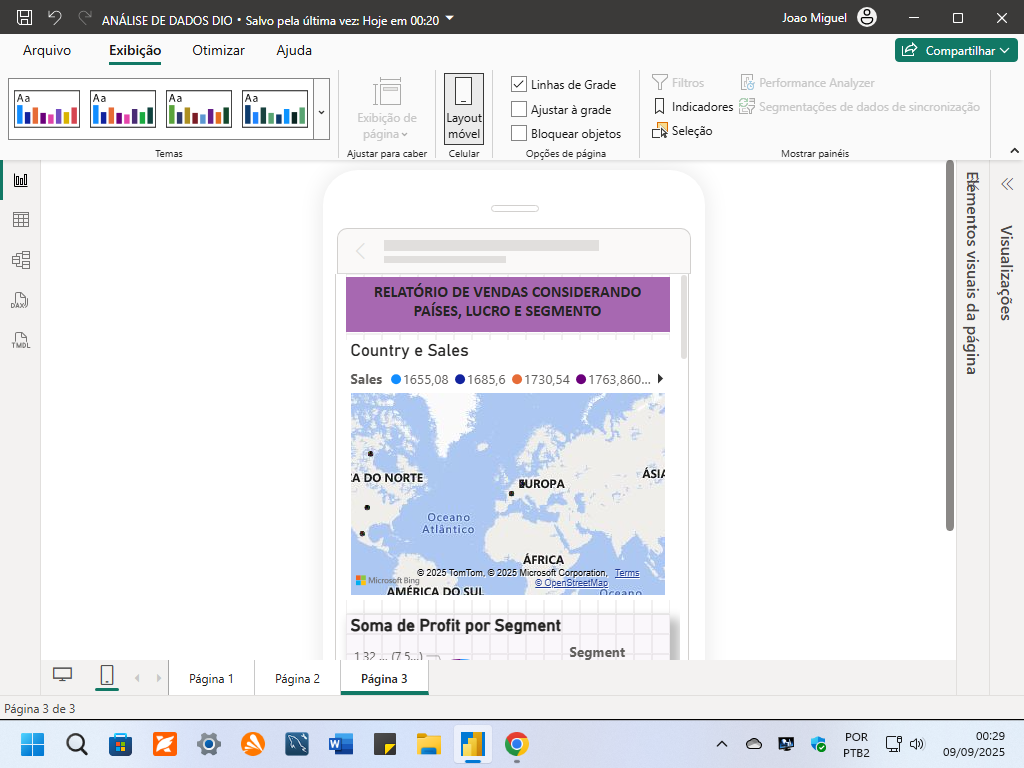 ANÁLISE DE DADOS DIO • Salvo pela última vez: Hoje em 00:20
Joao Miguel
Arquivo
Exibição
Otimizar
Ajuda
Compartilhar
Aa
Aa
Aa
Aa
Temas
Exibição de
página
Ajustar para caber
Layout
móvel
Celular
Linhas de Grade
Ajustar à grade
Bloquear objetos
Opções de página
Filtros
Indicadores
Seleção
Performance Analyzer
Segmentações de dados de sincronização
Mostrar painéis
DAX
TMDL
Elementos visuais da página
Visualizações
RELATÓRIO DE VENDAS CONSIDERANDO
PAÍSES, LUCRO E SEGMENTO
Country e Sales
Sales 1655,08 1685,6 1730,54 1763,860...
CA DO NORTE
EUROPA
ÁSIA
Oceano
Atlântico
ÁFRICA
© 2025 TomTom, © 2025 Microsoft Corporation, Terms
Microsoft Bing
© OpenStreetMap
AMÉRICA DO SUL
Oceano
Soma de Profit por Segment
1,32 ... (7,5...)
Segment
Página 1
Página 2
Página 3
Página 3 de 3
POR
PTB2
00:29
09/09/2025